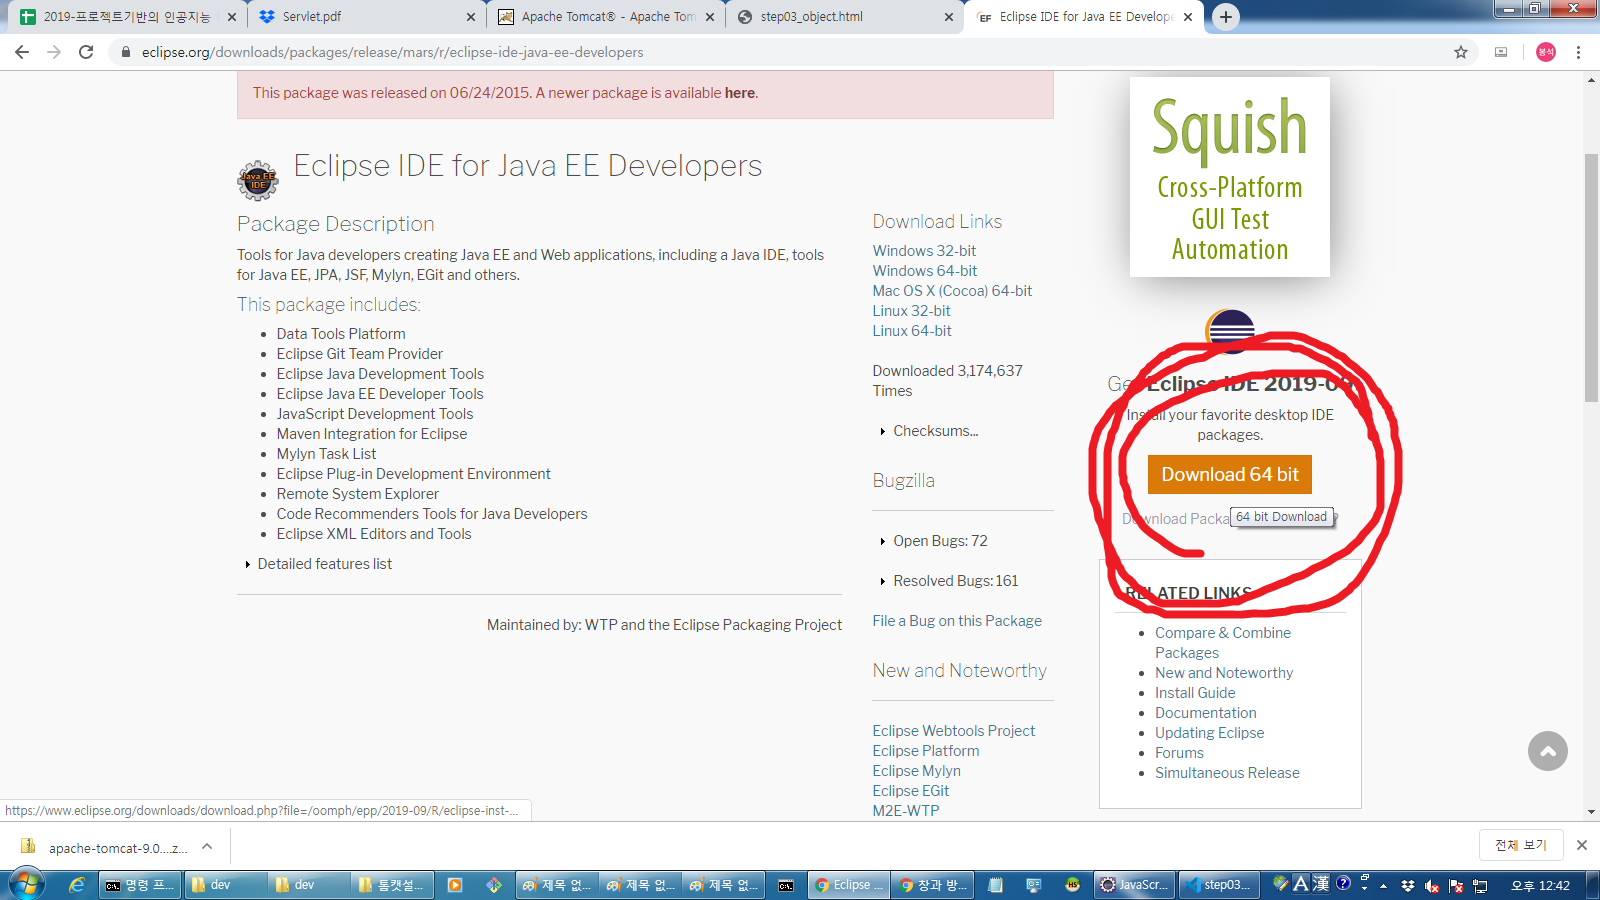 2019-프로젝트기반의 인공지능
Servlet.pdf
Apache Tomcat® - Apache Tom
step03_object.html
Eclipse IDE for Java EE Develope
eclipse.org/downloads/packages/release/mars/r/eclipse-ide-java-ee-developers
봉석
This package was released on 06/24/2015. A newer package is available here.
Java EE
IDE
Eclipse IDE for Java EE Developers
Package Description
Tools for Java developers creating Java EE and Web applications, including a Java IDE, tools
for Java EE, JPA, JSF, Mylyn, EGit and others.
This package includes:
Data Tools Platform
Eclipse Git Team Provider
Eclipse Java Development Tools
Eclipse Java EE Developer Tools
JavaScript Development Tools
Maven Integration for Eclipse
Mylyn Task List
Eclipse Plug-in Development Environment
Remote System Explorer
Code Recommenders Tools for Java Developers
Eclipse XML Editors and Tools
Detailed features list
Maintained by: WTP and the Eclipse Packaging Project
Download Links
Windows 32-bit
Windows 64-bit
Mac OS X (Cocoa) 64-bit
Linux 32-bit
Linux 64-bit
Downloaded 3,174,637
Times
Checksums...
Bugzilla
Open Bugs: 72
Resolved Bugs: 161
File a Bug on this Package
New and Noteworthy
Eclipse Webtools Project
Eclipse Platform
Eclipse Mylyn
Eclipse EGit
M2E-WTP
Squish
Cross-Platform
GUI Test
Automation
Get Eclipse IDE 2019-09
Install your favorite desktop IDE
packages.
Download 64 bit
Download Packa
64 bit Download
RELATED LINKS
Compare & Combine
Packages
New and Noteworthy
Install Guide
Documentation
Updating Eclipse
Forums
Simultaneous Release
https://www.eclipse.org/downloads/download.php?file=/oomph/epp/2019-09/R/eclipse-inst-...
apache-tomcat-9.0....z...
전체 보기
명령 프...
dev
dev
톰캣설...
제목 없...
제목 없...
제목 없...
Eclipse ...
창과 방...
JavaScr...
step03...
A 漢
오후 12:42